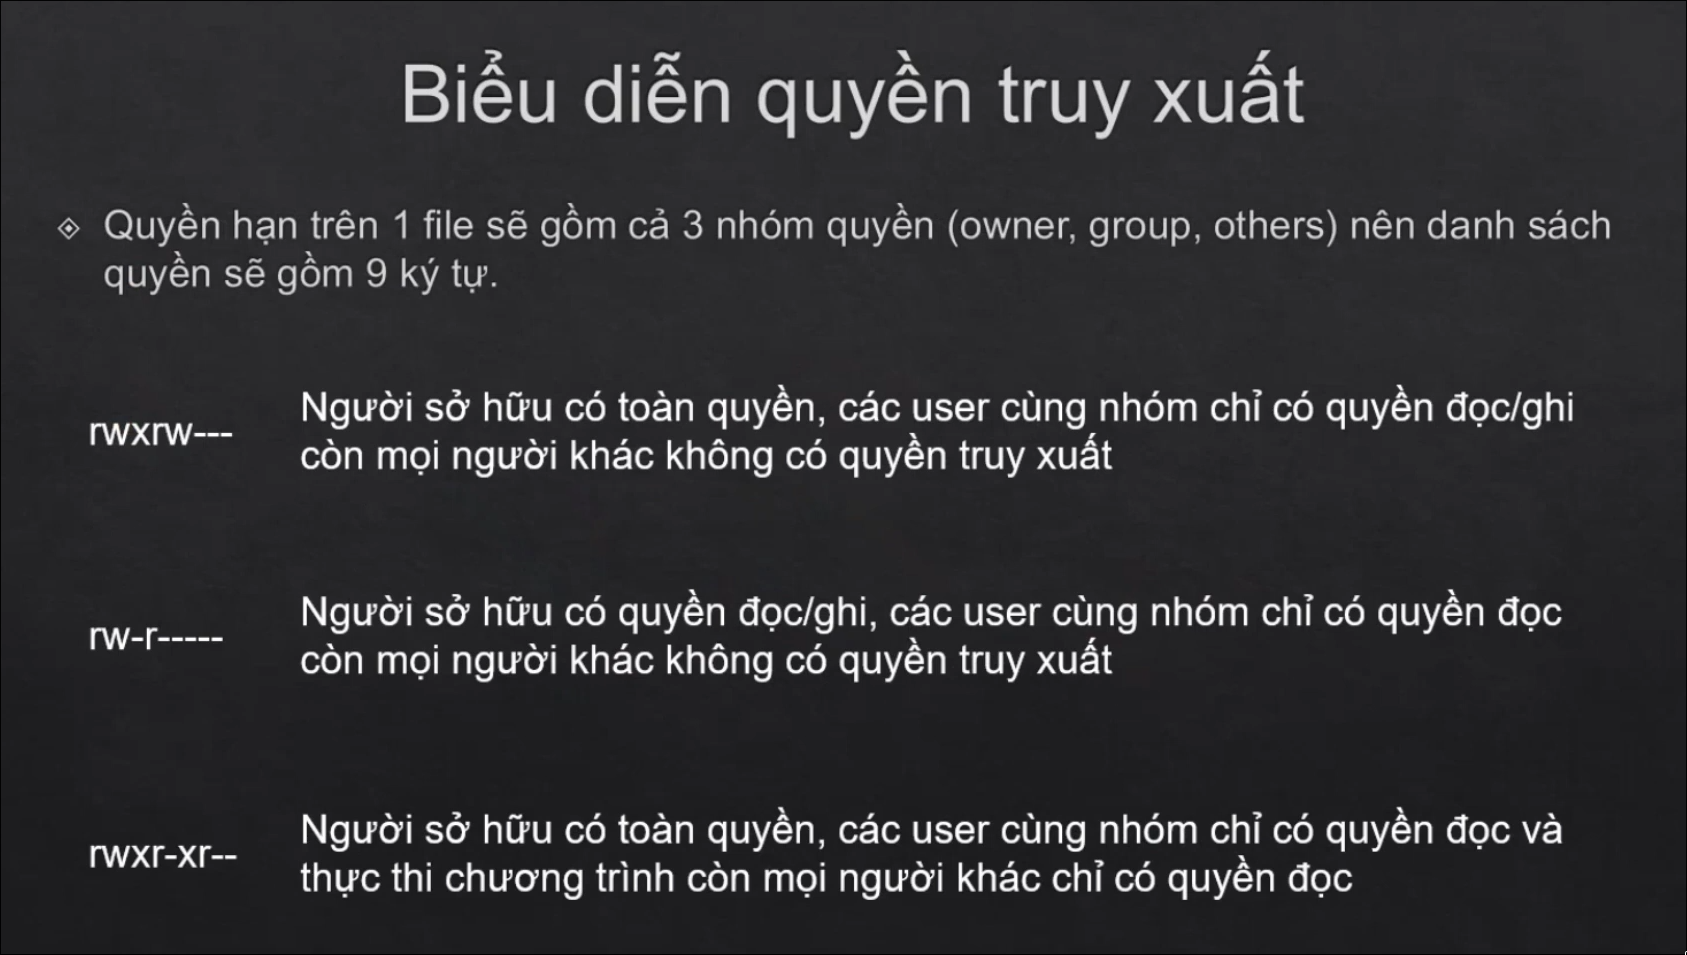 Biểu diễn quyền truy xuất
Quyền hạn trên 1 file sẽ gồm cả 3 nhóm quyền (owner, group, others) nên danh sách
quyền sẽ gồm 9 ký tự.
rwxrw---
Người sở hữu có toàn quyền, các user cùng nhóm chỉ có quyền đọc/ghi
còn mọi người khác không có quyền truy xuất
rw-r-----
Người sở hữu có quyền đọc/ghi, các user cùng nhóm chỉ có quyền đọc
còn mọi người khác không có quyền truy xuất
rwxr-xr--
Người sở hữu có toàn quyền, các user cùng nhóm chỉ có quyền đọc và
thực thi chương trình còn mọi người khác chỉ có quyền đọc